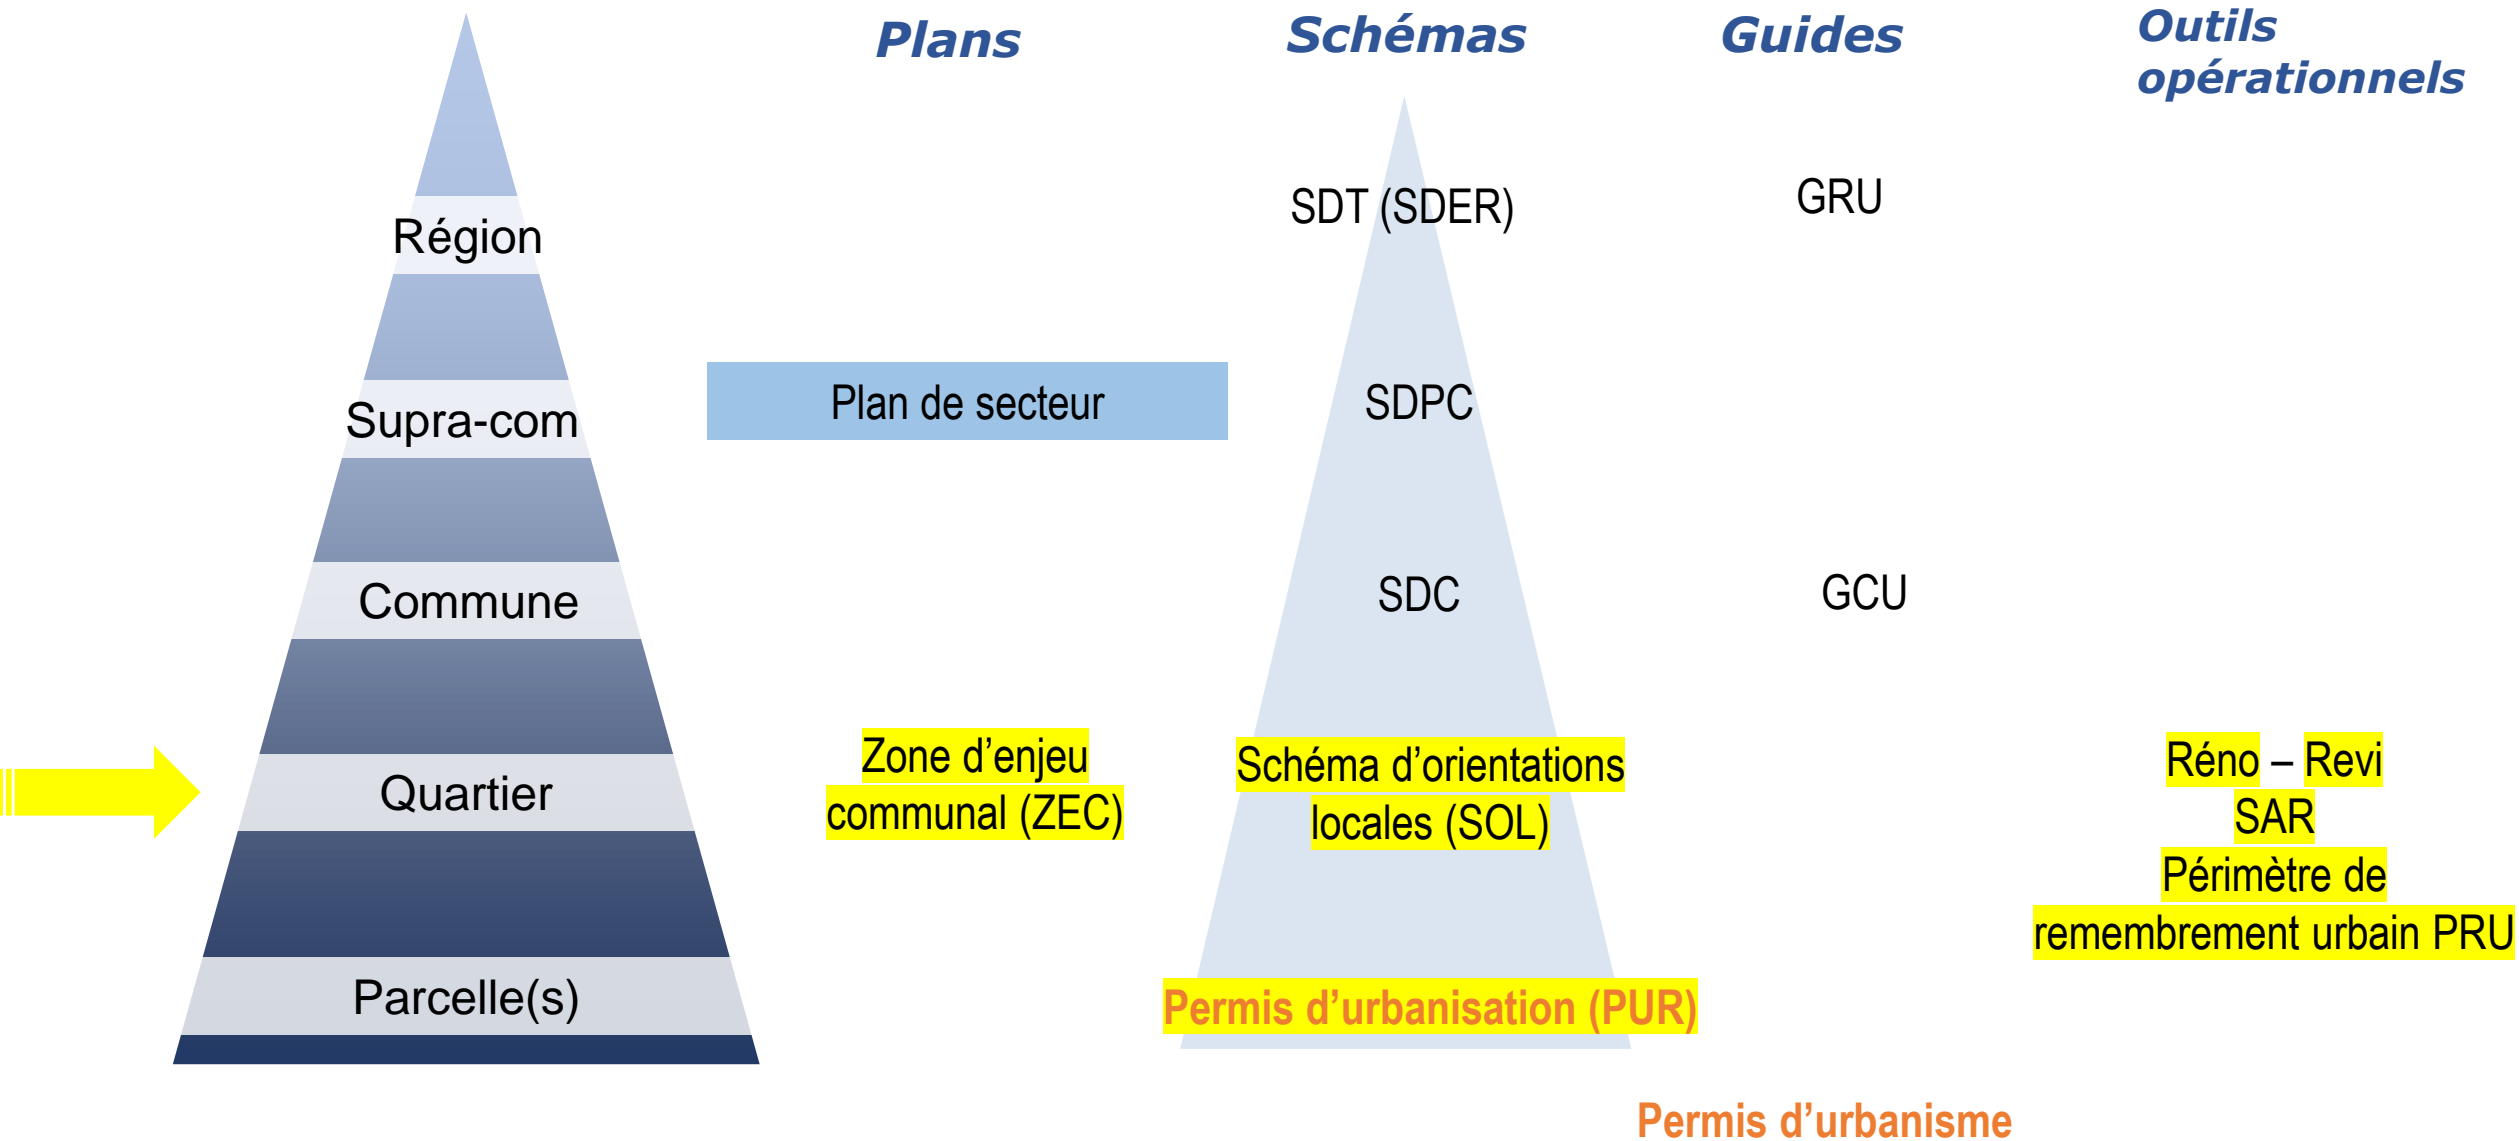 Plans
Schémas
Guides
Outils
opérationnels
Région
SDT (SDER)
GRU
Supra-com
Plan de secteur
SDPC
Commune
SDC
GCU
Quartier
Zone d’enjeu
communal (ZEC)
Schéma d’orientations
locales (SOL)
Réno – Revi
SAR
Périmètre de
remembrement urbain PRU
Parcelle(s)
Permis d’urbanisation (PUR)
Permis d’urbanisme